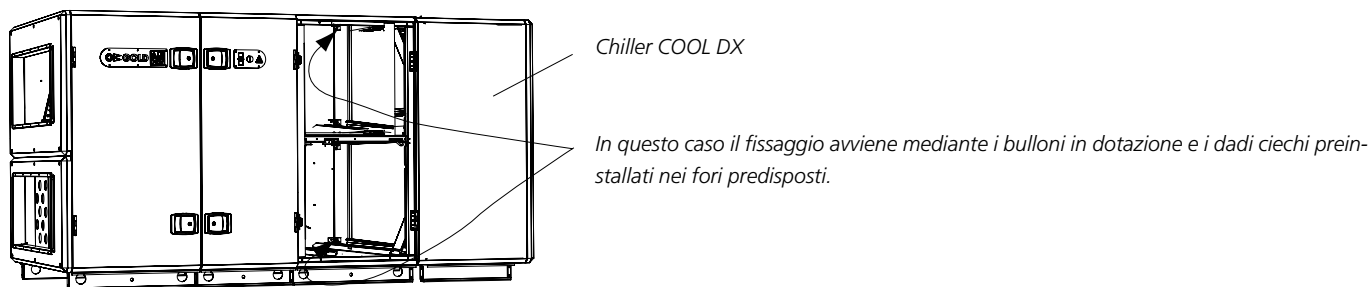 GOLD
Chiller COOL DX
In questo caso il fissaggio avviene mediante i bulloni in dotazione e i dadi ciechi prein-
stallati nei fori predisposti.